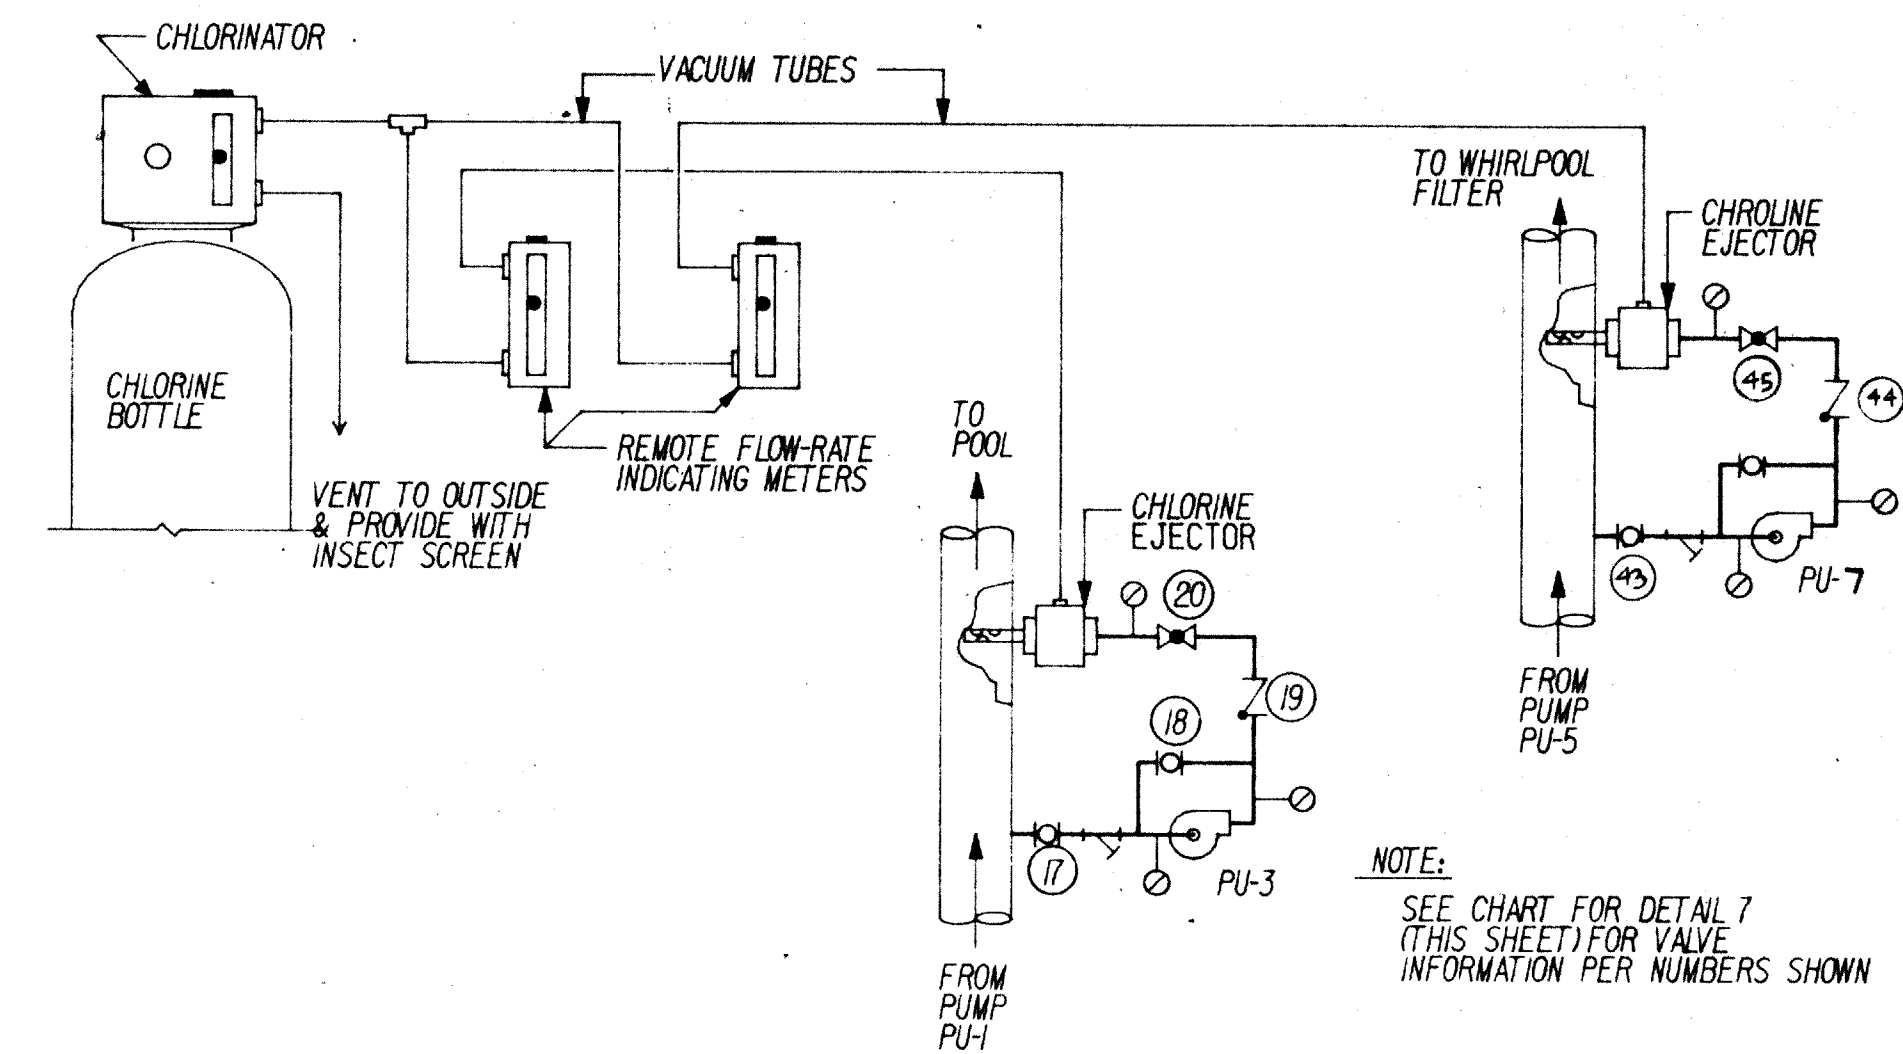 CHLORINATOR
VACUUM TUBES
TO WHIRLPOOL
FILTER
CHROLINE
EJECTOR
45
44
CHLORINE
BOTTLE
TO
POOL
REMOTE FLOW-RATE
INDICATING METERS
VENT TO OUTSIDE
& PROVIDE WITH
INSECT SCREEN
CHLORINE
EJECTOR
20
43
PU-7
FROM
PUMP
PU-5
19
18
17
PU-3
NOTE:
SEE CHART FOR DETAIL 7
(THIS SHEET) FOR VALVE
INFORMATION PER NUMBERS SHOWN
FROM
PUMP
PU-1